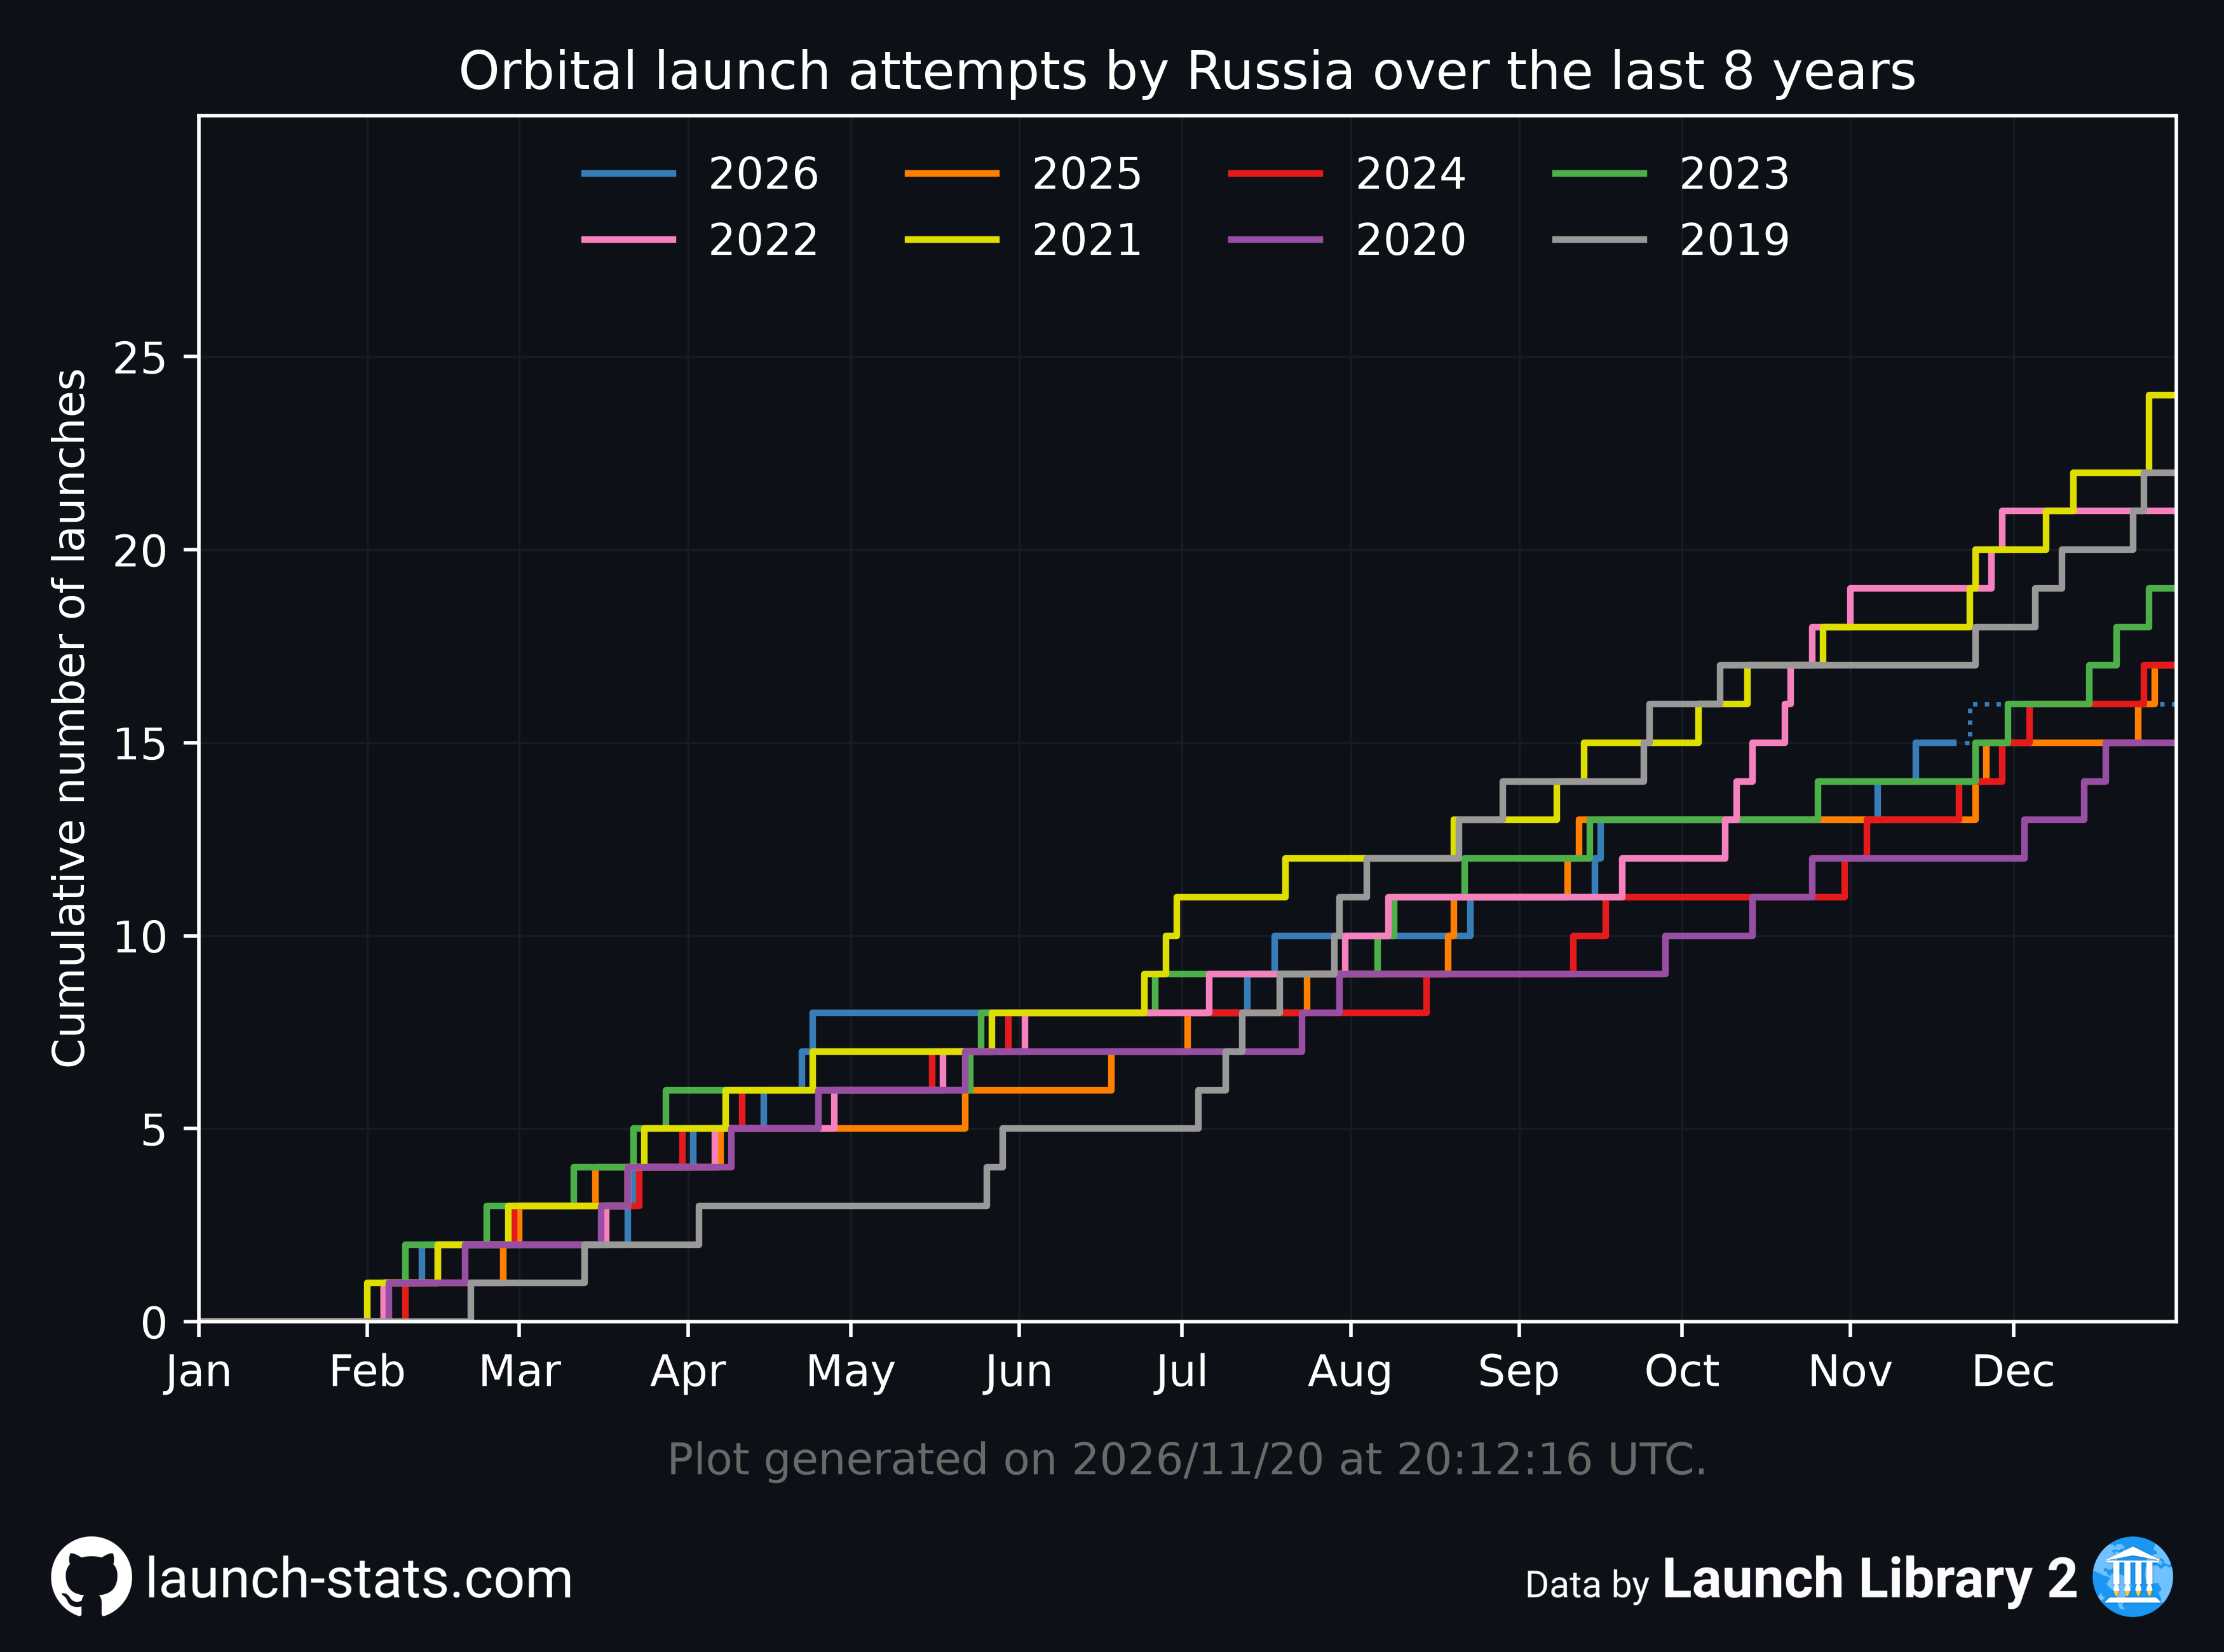 Orbital launch attempts by Russia over the last 8 years
2026 2025 2024 2023
2022 2021 2020 2019
Cumulative number of launches
25
20
15
10
5
0
Jan Feb Mar Apr May Jun Jul Aug Sep Oct Nov Dec
Plot generated on 2026/11/20 at 20:12:16 UTC.
launch-stats.com
Data by Launch Library 2